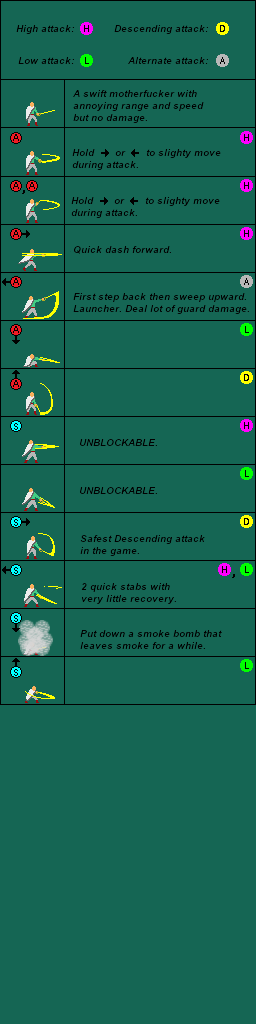 High attack: H Descending attack: D
Low attack: L Alternate attack: A
A swift motherfucker with
annoying range and speed
but no damage.
A H
Hold → or ← to slighty move
during attack.
A,A H
Hold → or ← to slighty move
during attack.
A→ H
Quick dash forward.
←A A
First step back then sweep upward.
Launcher. Deal lot of guard damage.
A L
↓
↑ D
A
S H
UNBLOCKABLE.
L
UNBLOCKABLE.
S→ D
Safest Descending attack
in the game.
←S H, L
2 quick stabs with
very little recovery.
S
↓
Put down a smoke bomb that
leaves smoke for a while.
↑ L
S